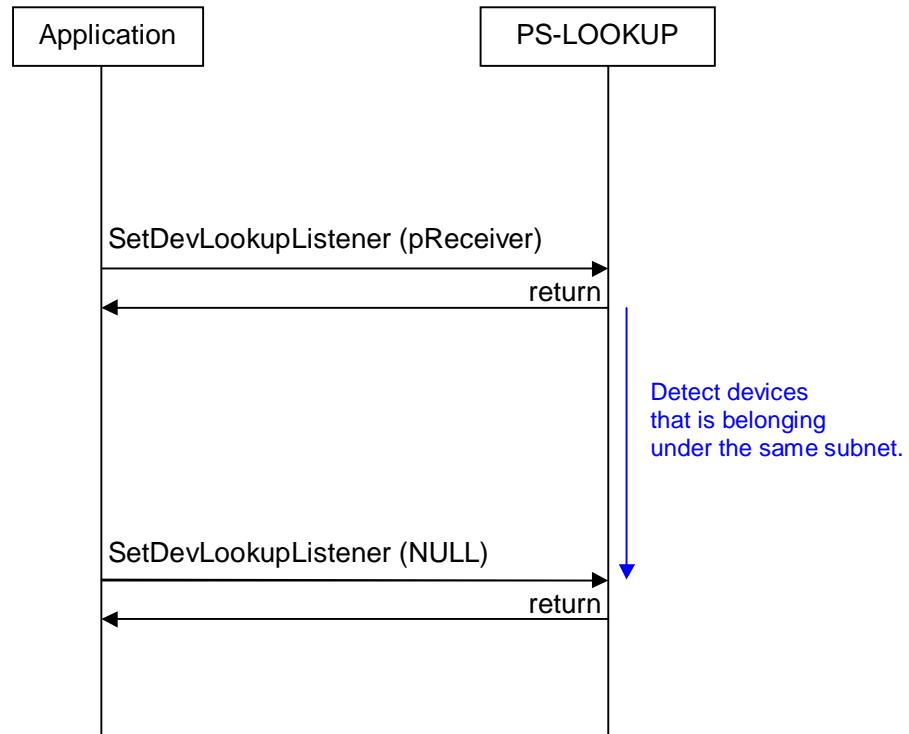 Application
PS-LOOKUP
SetDevLookupListener (pReceiver)
return
Detect devices
that is belonging
under the same subnet.
SetDevLookupListener (NULL)
return